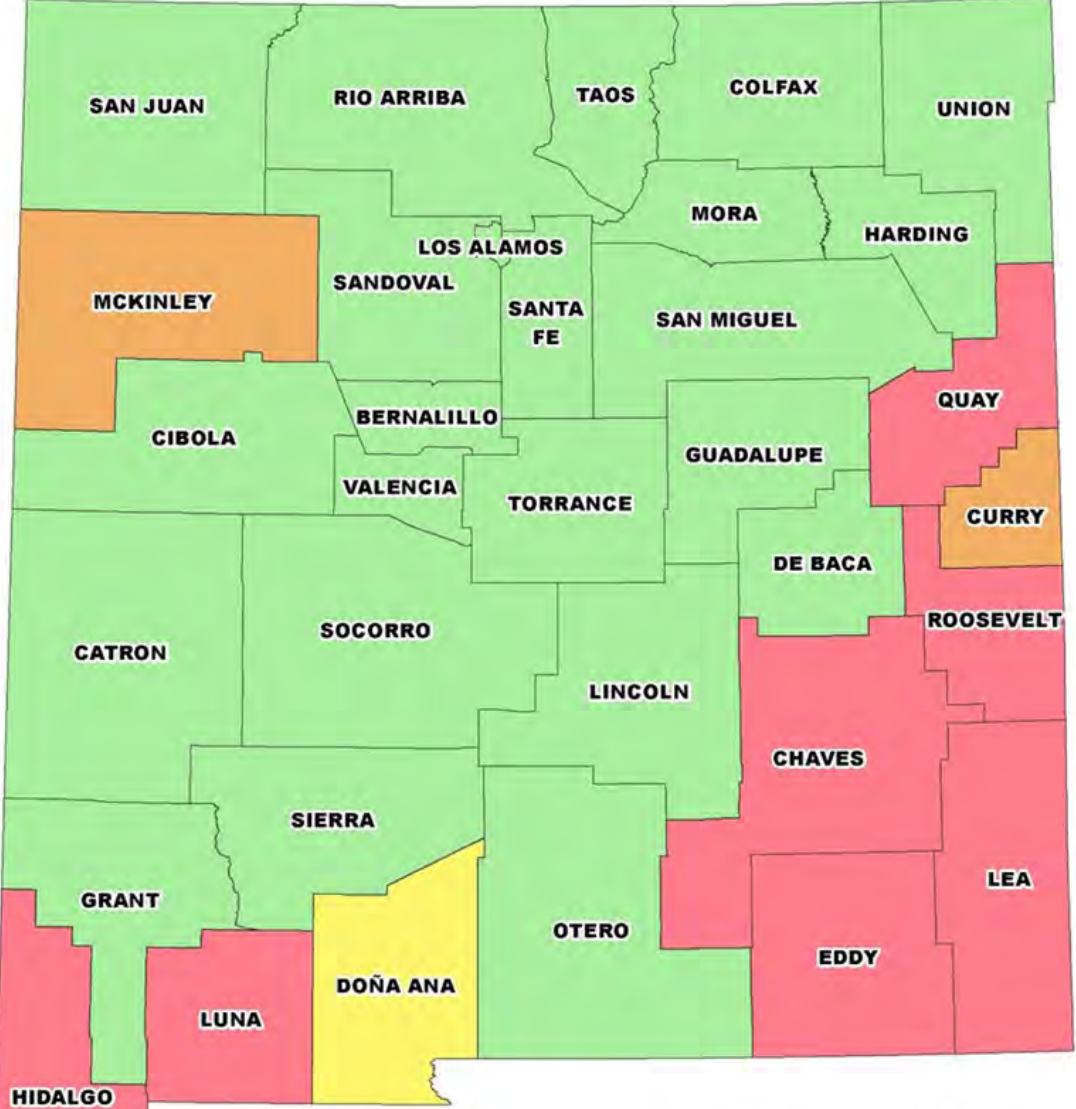 SAN JUAN
RIO ARRIBA
TAOS
COLFAX
UNION
MORA
HARDING
LOS ALAMOS
SANDOVAL
MCKINLEY
SANTA
FE
SAN MIGUEL
QUAY
BERNALILLO
CIBOLA
GUADALUPE
VALENCIA
TORRANCE
CURRY
DE BACA
ROOSEVELT
SOCORRO
CATRON
LINCOLN
CHAVES
SIERRA
LEA
GRANT
OTERO
EDDY
DOÑA ANA
LUNA
HIDALGO